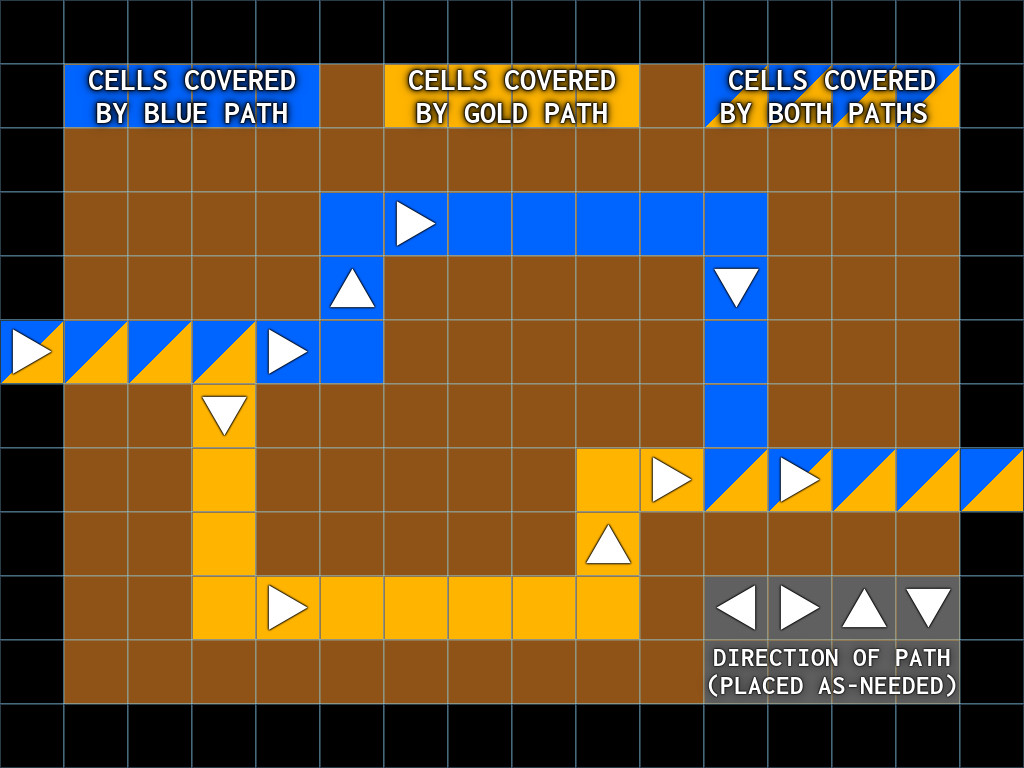 CELLS COVERED
BY BLUE PATH
CELLS COVERED
BY GOLD PATH
CELLS COVERED
BY BOTH PATHS
DIRECTION OF PATH
(PLACED AS-NEEDED)